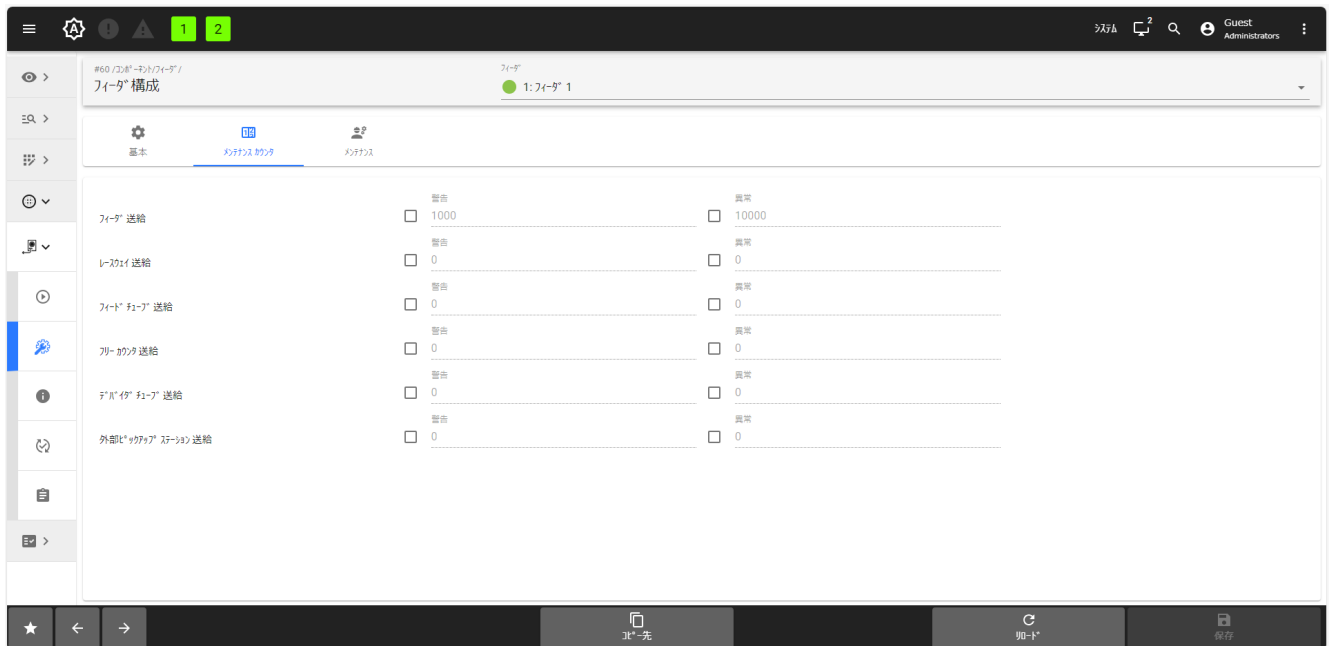 1 2 ｼｽﾃﾑ 2 Guest
Administrators
#60 /ｺﾝﾎﾟｰﾈﾝﾄ/ﾌｨｰﾀﾞ/
ﾌｨｰﾀﾞ構成
ﾌｨｰﾀﾞ
1: ﾌｨｰﾀﾞ 1
基本 ﾒﾝﾃﾅﾝｽ ｶｳﾝﾀ ﾒﾝﾃﾅﾝｽ
警告 異常
ﾌｨｰﾀﾞ 送給 1000 10000
警告 異常
ﾚｰｽｳｪｲ 送給 0 0
警告 異常
ﾌｨｰﾄﾞ ﾁｭｰﾌﾞ 送給 0 0
警告 異常
ﾌﾘｰ ｶｳﾝﾀ 送給 0 0
警告 異常
ﾃﾞﾊﾞｲﾀﾞ ﾁｭｰﾌﾞ 送給 0 0
警告 異常
外部ﾋﾟｯｸｱｯﾌﾟ ｽﾃｰｼｮﾝ 送給 0 0
ｺﾋﾟｰ先 ﾘﾛｰﾄﾞ 保存